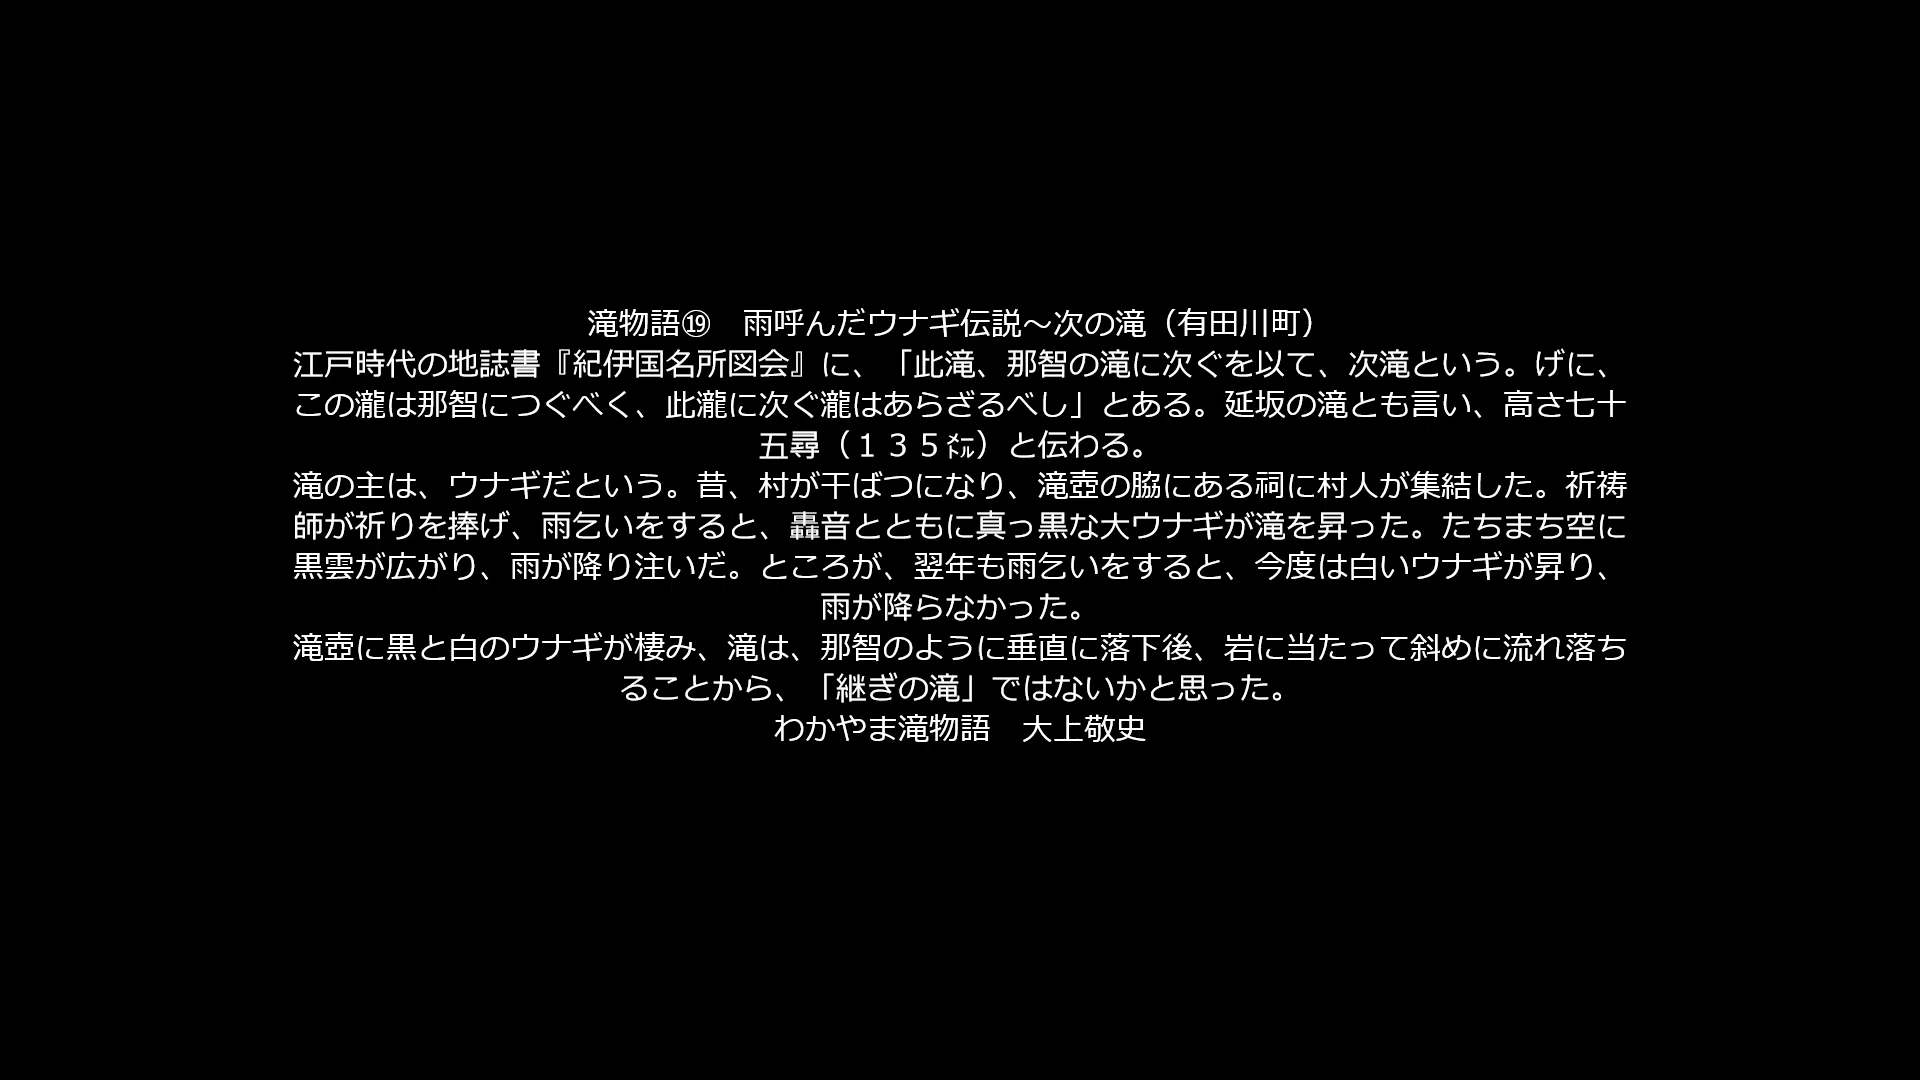 滝物語⑲　雨呼んだウナギ伝説～次の滝（有田川町）
江戸時代の地誌書『紀伊国名所図会』に、「此滝、那智の滝に次ぐを以て、次滝という。げに、
この瀧は那智につぐべく、此瀧に次ぐ瀧はあらざるべし」とある。延坂の滝とも言い、高さ七十
五尋（１３５㍍）と伝わる。
滝の主は、ウナギだという。昔、村が干ばつになり、滝壺の脇にある祠に村人が集結した。祈祷
師が祈りを捧げ、雨乞いをすると、轟音とともに真っ黒な大ウナギが滝を昇った。たちまち空に
黒雲が広がり、雨が降り注いだ。ところが、翌年も雨乞いをすると、今度は白いウナギが昇り、
雨が降らなかった。
滝壺に黒と白のウナギが棲み、滝は、那智のように垂直に落下後、岩に当たって斜めに流れ落ち
ることから、「継ぎの滝」ではないかと思った。
わかやま滝物語　大上敬史